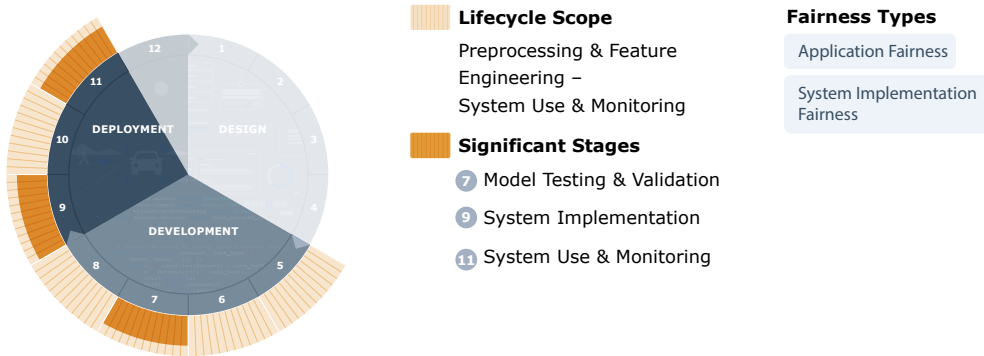 12
1
11
2
10
3
DEPLOYMENT
DESIGN
9
4
DEVELOPMENT
8
5
7
6
Lifecycle Scope
Preprocessing & Feature
Engineering –
System Use & Monitoring
Significant Stages
7 Model Testing & Validation
9 System Implementation
11 System Use & Monitoring
Fairness Types
Application Fairness
System Implementation
Fairness